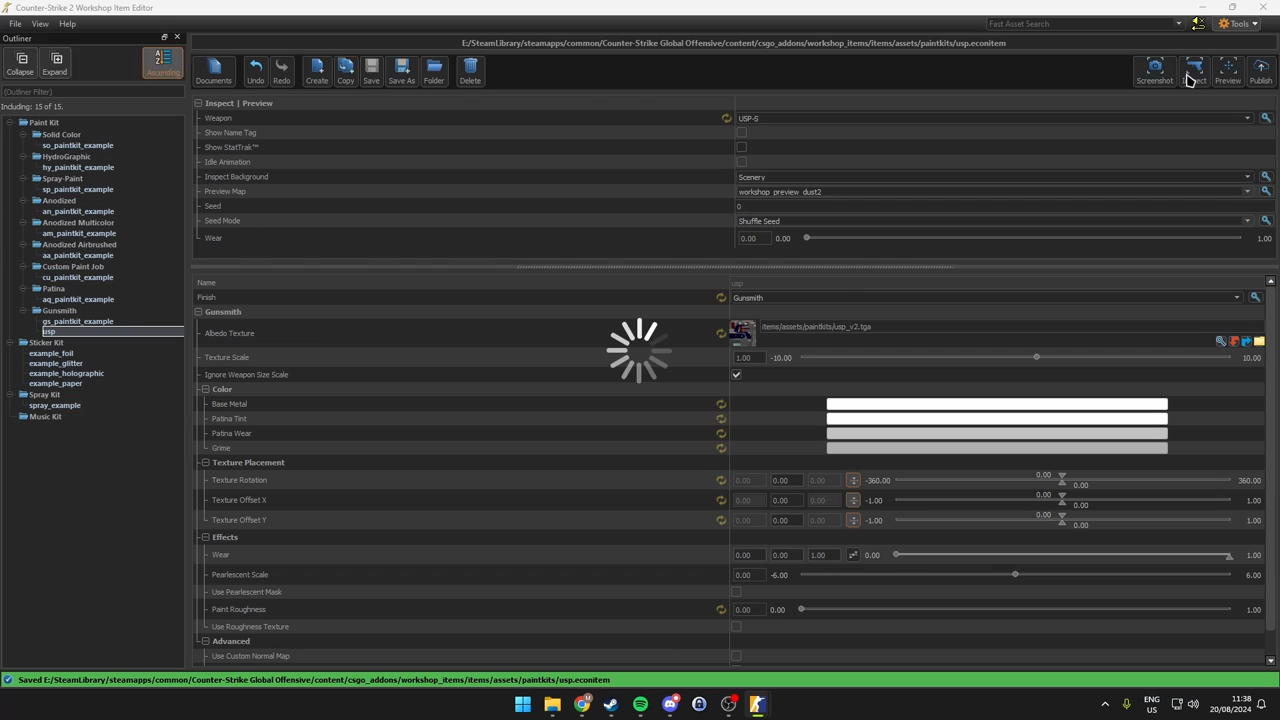 Counter-Strike 2 Workshop Item Editor
File View Help
Fast Asset Search
Tools
Outliner
E:/SteamLibrary/steamapps/common/Counter-Strike Global Offensive/content/csgo_addons/workshop_items/items/assets/paintkits/usp.econitem
Collapse Expand Ascending
Documents Undo Redo Create Copy Save Save As Folder Delete Screenshot Preview Publish
(Outliner Filter)
Including: 15 of 15.
Paint Kit
Solid Color
so_paintkit_example
HydroGraphic
hy_paintkit_example
Spray-Paint
sp_paintkit_example
Anodized
an_paintkit_example
Anodized Multicolor
am_paintkit_example
Anodized Airbrushed
aa_paintkit_example
Custom Paint Job
cu_paintkit_example
Patina
aq_paintkit_example
Gunsmith
gs_paintkit_example
usp
Sticker Kit
example_foil
example_glitter
example_holographic
example_paper
Spray Kit
spray_example
Music Kit
Inspect | Preview
Weapon USP-S
Show Name Tag
Show StatTrak™
Idle Animation
Inspect Background Scenery
Preview Map workshop_preview_dust2
Seed 0
Seed Mode Shuffle Seed
Wear 0.00 0.00 1.00
Name usp
Finish Gunsmith
Gunsmith
Albedo Texture items/assets/paintkits/usp_v2.tga
Texture Scale 1.00 -10.00 10.00
Ignore Weapon Size Scale
Color
Base Metal
Patina Tint
Patina Wear
Grime
Texture Placement
Texture Rotation 0.00 0.00 0.00 -360.00 0.00 0.00 360.00
Texture Offset X 0.00 0.00 0.00 -1.00 0.00 0.00 1.00
Texture Offset Y 0.00 0.00 0.00 -1.00 0.00 0.00 1.00
Effects
Wear 0.00 0.00 1.00 0.00 1.00
Pearlescent Scale 0.00 -6.00 6.00
Use Pearlescent Mask
Paint Roughness 0.00 0.00 1.00
Use Roughness Texture
Advanced
Use Custom Normal Map
Saved E:/SteamLibrary/steamapps/common/Counter-Strike Global Offensive/content/csgo_addons/workshop_items/items/assets/paintkits/usp.econitem
ENG
US
11:38
20/08/2024